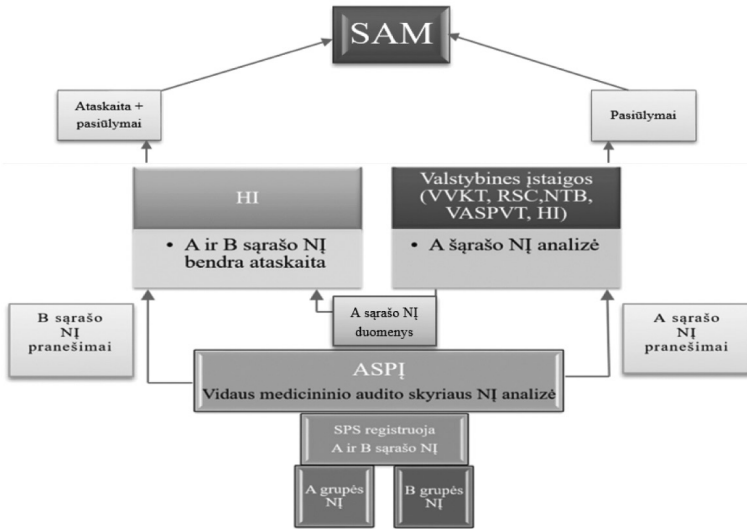 SAM
Ataskaita +
pasiūlymai
Pasiūlymai
HI
• A ir B sąrašo NĮ
bendra ataskaita
Valstybines įstaigos
(VVKT, RSC,NTB,
VASPVT, HI)
• A šąrašo NĮ analizė
B sąrašo
NĮ
pranešimai
A sąrašo NĮ
duomenys
A sąrašo
NĮ
pranešimai
ASPĮ
Vidaus medicininio audito skyriaus NĮ analizė
SPS registruoja
A ir B sąrašo NĮ
A grupės
NĮ
B grupės
NĮ